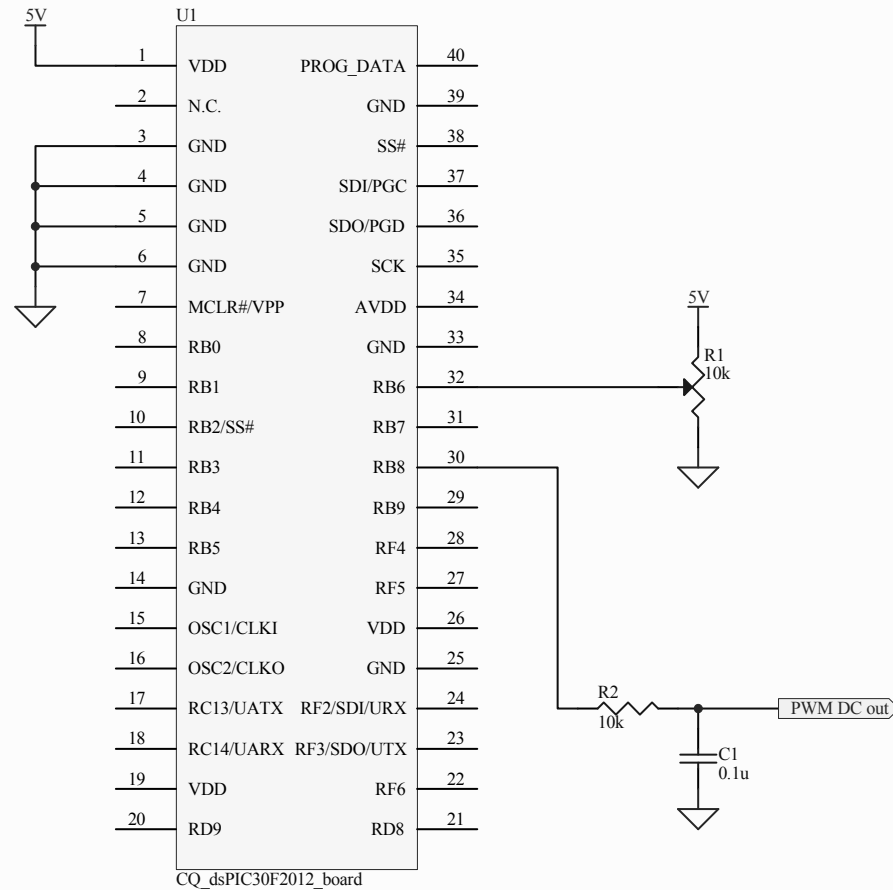 5V
U1
1 VDD PROG_DATA 40
2 N.C. GND 39
3 GND SS# 38
4 GND SDI/PGC 37
5 GND SDO/PGD 36
6 GND SCK 35
7 MCLR#/VPP AVDD 34
8 RB0 GND 33
9 RB1 RB6 32
10 RB2/SS# RB7 31
11 RB3 RB8 30
12 RB4 RB9 29
13 RB5 RF4 28
14 GND RF5 27
15 OSC1/CLKI VDD 26
16 OSC2/CLKO GND 25
17 RC13/UATX RF2/SDI/URX 24
18 RC14/UARX RF3/SDO/UTX 23
19 VDD RF6 22
20 RD9 RD8 21
CQ_dsPIC30F2012_board
5V
R1
10k
R2
10k
PWM DC out
C1
0.1u